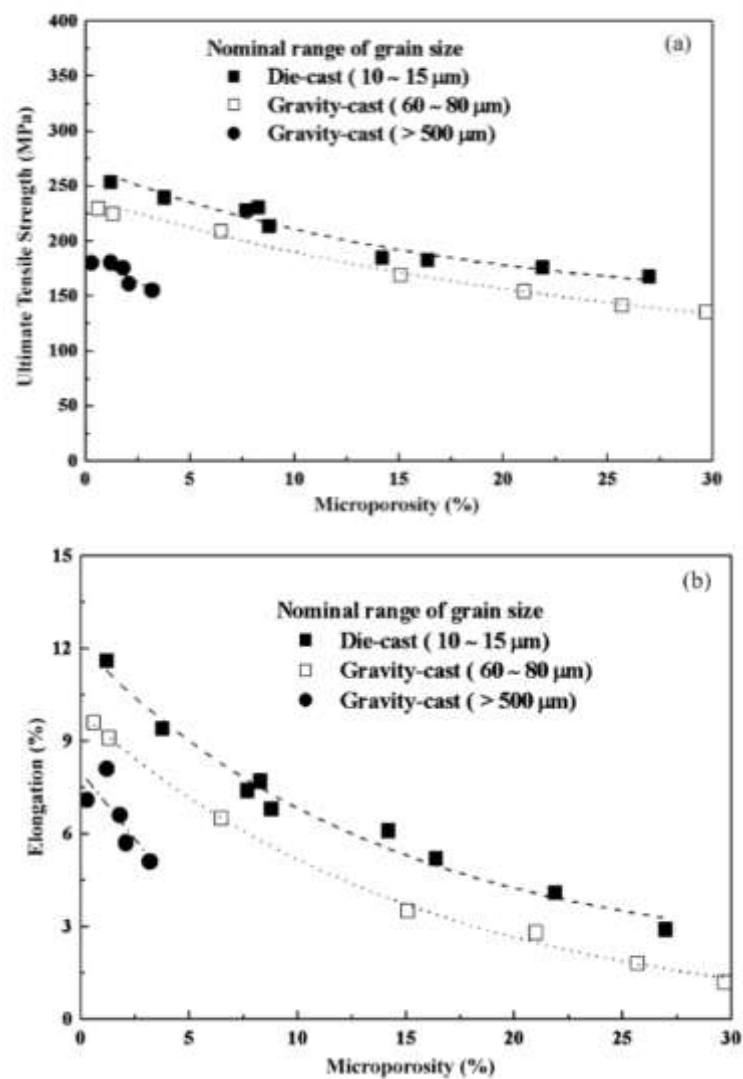 (a)
Nominal range of grain size
Die-cast ( 10 ~ 15 μm)
Gravity-cast ( 60 ~ 80 μm)
Gravity-cast ( > 500 μm)
Ultimate Tensile Strength (MPa)
400
350
300
250
200
150
100
50
0
0 5 10 15 20 25 30
Microporosity (%)
(b)
Nominal range of grain size
Die-cast ( 10 ~ 15 μm)
Gravity-cast ( 60 ~ 80 μm)
Gravity-cast ( > 500 μm)
Elongation (%)
15
12
9
6
3
0
0 5 10 15 20 25 30
Microporosity (%)